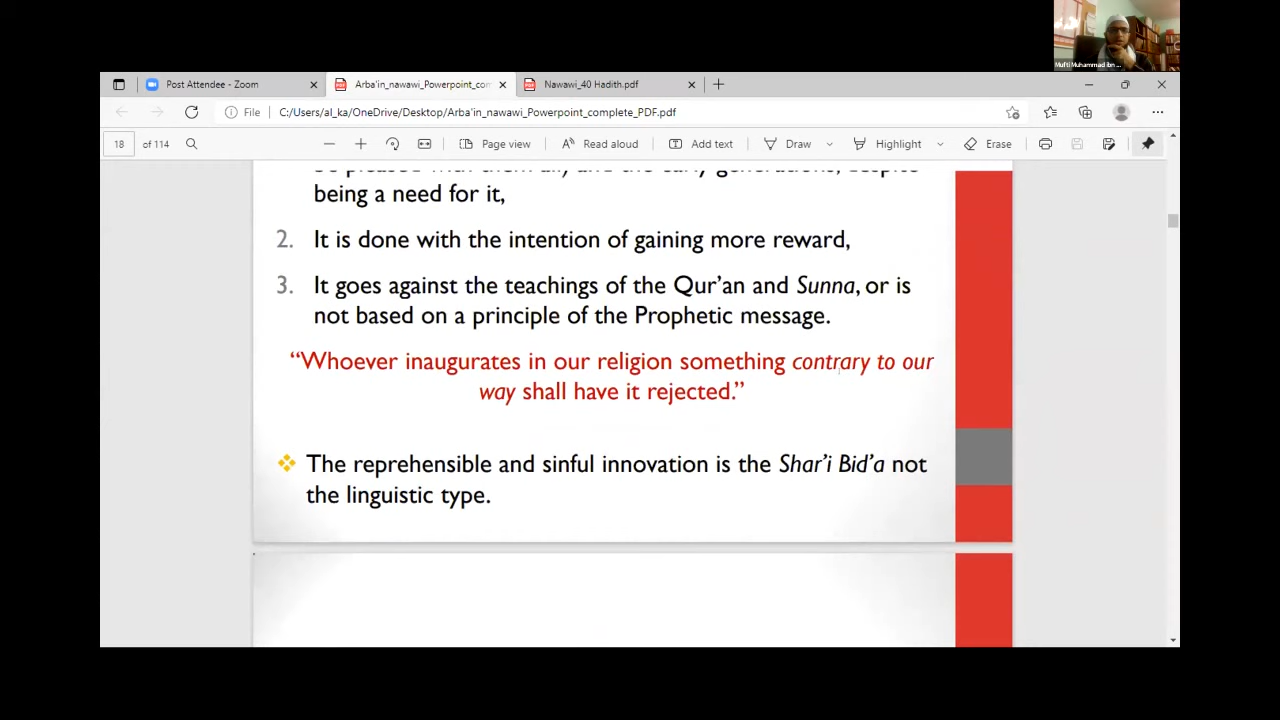 Mufti Muhammad ibn ...
Post Attendee - Zoom
Arba'in_nawawi_Powerpoint_com
Nawawi_40 Hadith.pdf
File
C:/Users/al_ka/OneDrive/Desktop/Arba'in_nawawi_Powerpoint_complete_PDF.pdf
18 of 114
Page view
Read aloud
Add text
Draw
Highlight
Erase
being a need for it,
2. It is done with the intention of gaining more reward,
3. It goes against the teachings of the Qur'an and Sunna, or is
not based on a principle of the Prophetic message.
“Whoever inaugurates in our religion something contrary to our
way shall have it rejected.”
The reprehensible and sinful innovation is the Shar'i Bid'a not
the linguistic type.